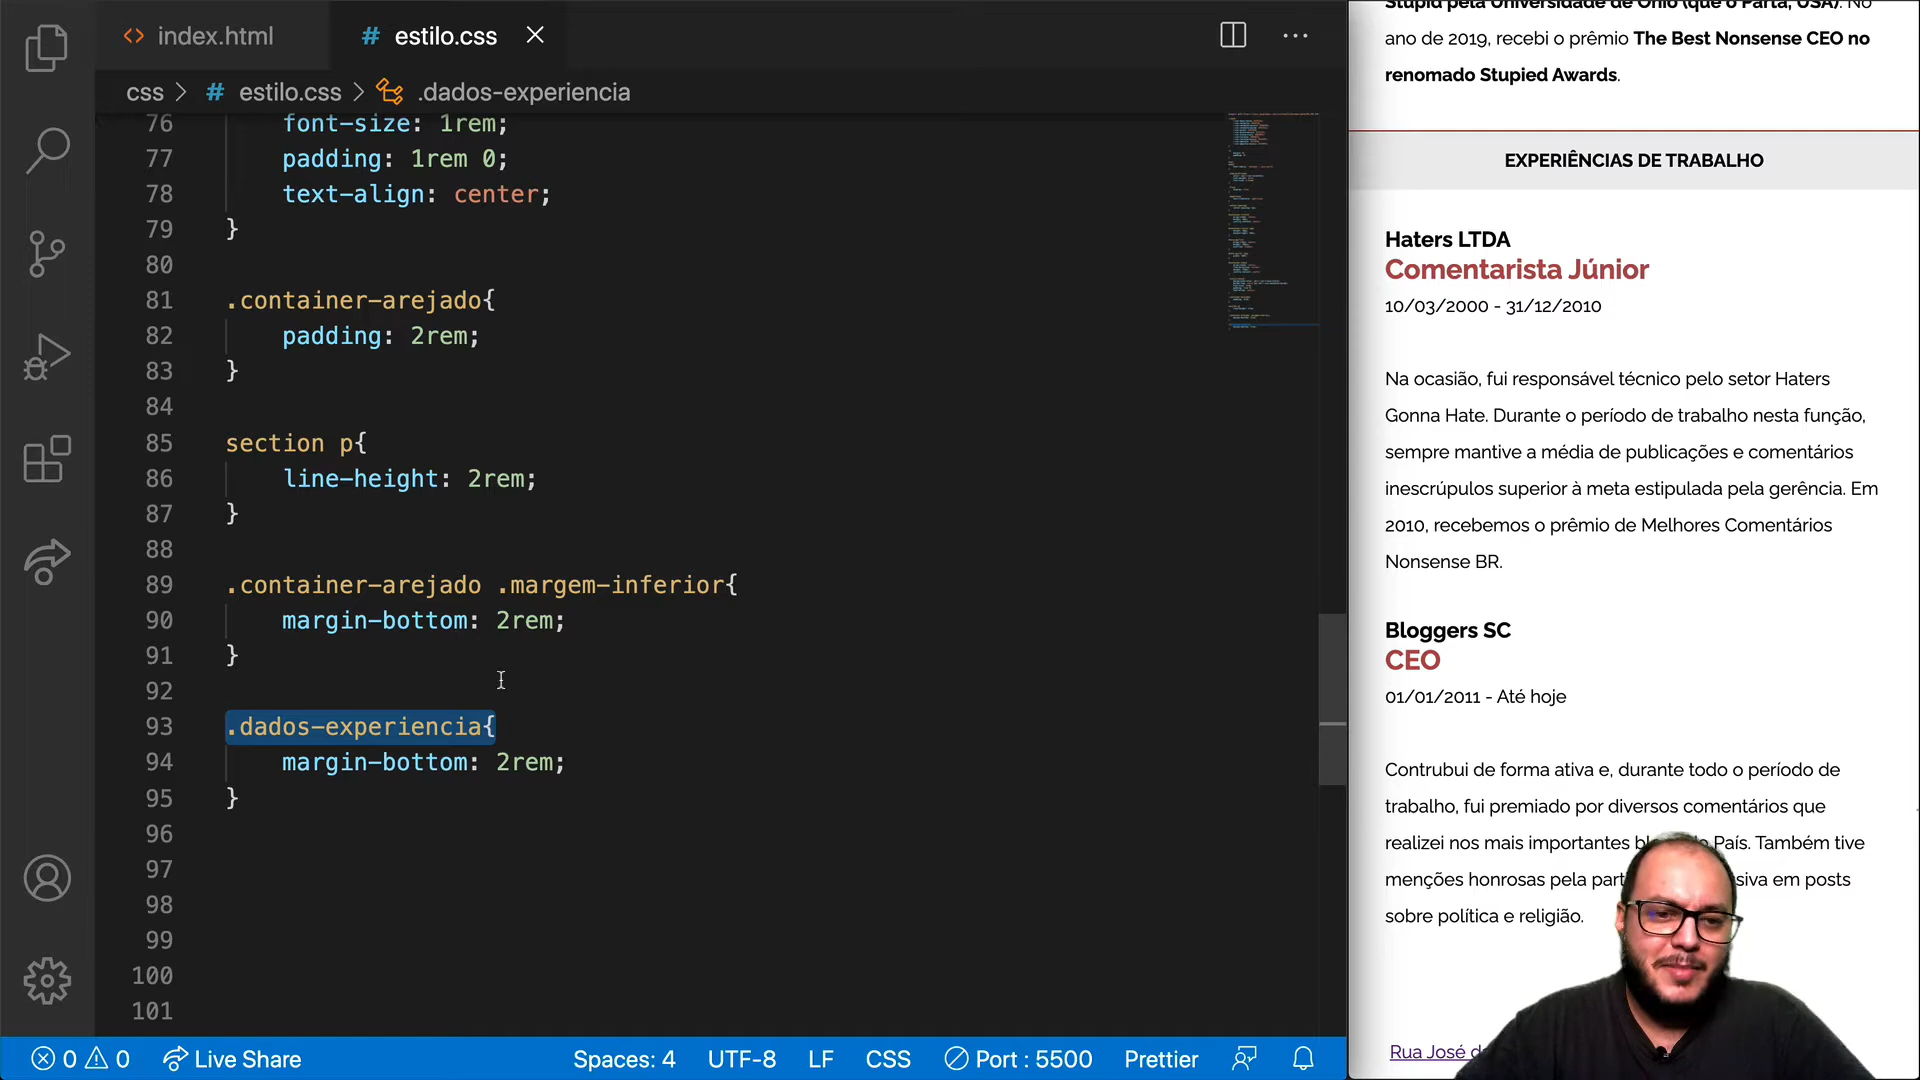 index.html
estilo.css
css > # estilo.css > .dados-experiencia
76 font-size: 1rem;
77 padding: 1rem 0;
78 text-align: center;
79 }
80
81 .container-arejado{
82 padding: 2rem;
83 }
84
85 section p{
86 line-height: 2rem;
87 }
88
89 .container-arejado .margem-inferior{
90 margin-bottom: 2rem;
91 }
92
93 .dados-experiencia{
94 margin-bottom: 2rem;
95 }
96
97
98
99
100
101
0 0 Live Share Spaces: 4 UTF-8 LF CSS Port : 5500 Prettier
Stupid pela Universidade de Ohio (que o Parta, USA). No
ano de 2019, recebi o prêmio The Best Nonsense CEO no
renomado Stupied Awards.
EXPERIÊNCIAS DE TRABALHO
Haters LTDA
Comentarista Júnior
10/03/2000 - 31/12/2010
Na ocasião, fui responsável técnico pelo setor Haters
Gonna Hate. Durante o período de trabalho nesta função,
sempre mantive a média de publicações e comentários
inescrúpulos superior à meta estipulada pela gerência. Em
2010, recebemos o prêmio de Melhores Comentários
Nonsense BR.
Bloggers SC
CEO
01/01/2011 - Até hoje
Contrubui de forma ativa e, durante todo o período de
trabalho, fui premiado por diversos comentários que
realizei nos mais importantes País. Também tive
menções honrosas pela em posts
sobre política e religião.
Rua José